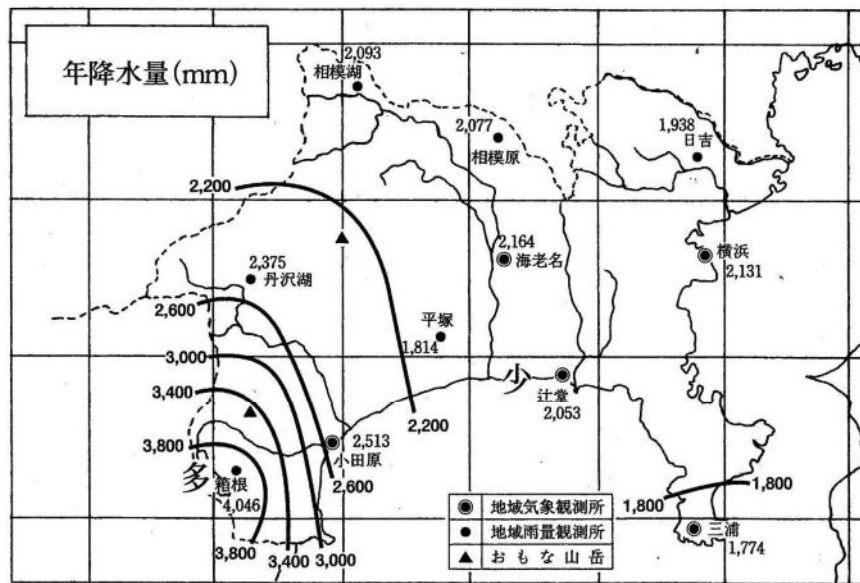 年降水量(mm)
2,093
相模湖
2,077
相模原
1,938
日吉
2,200
2,164
海老名
横浜
2,131
2,375
丹沢湖
2,600
平塚
1,814
3,000
少
3,400
辻堂
2,053
2,200
3,800
2,513
小田原
多
箱根
4,046
2,600
1,800
1,800
三浦
1,774
3,800
3,400
3,000
地域気象観測所
地域雨量観測所
おもな山岳